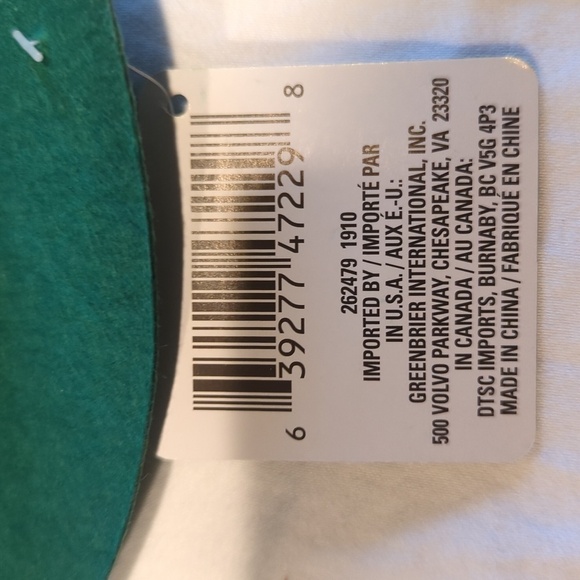 6 39277 47229 8
262479 1910
IMPORTED BY / IMPORTÉ PAR
IN U.S.A. / AUX É.-U.:
GREENBRIER INTERNATIONAL, INC.
500 VOLVO PARKWAY, CHESAPEAKE, VA 23320
IN CANADA / AU CANADA:
DTSC IMPORTS, BURNABY, BC V5G 4P3
MADE IN CHINA / FABRIQUÉ EN CHINE